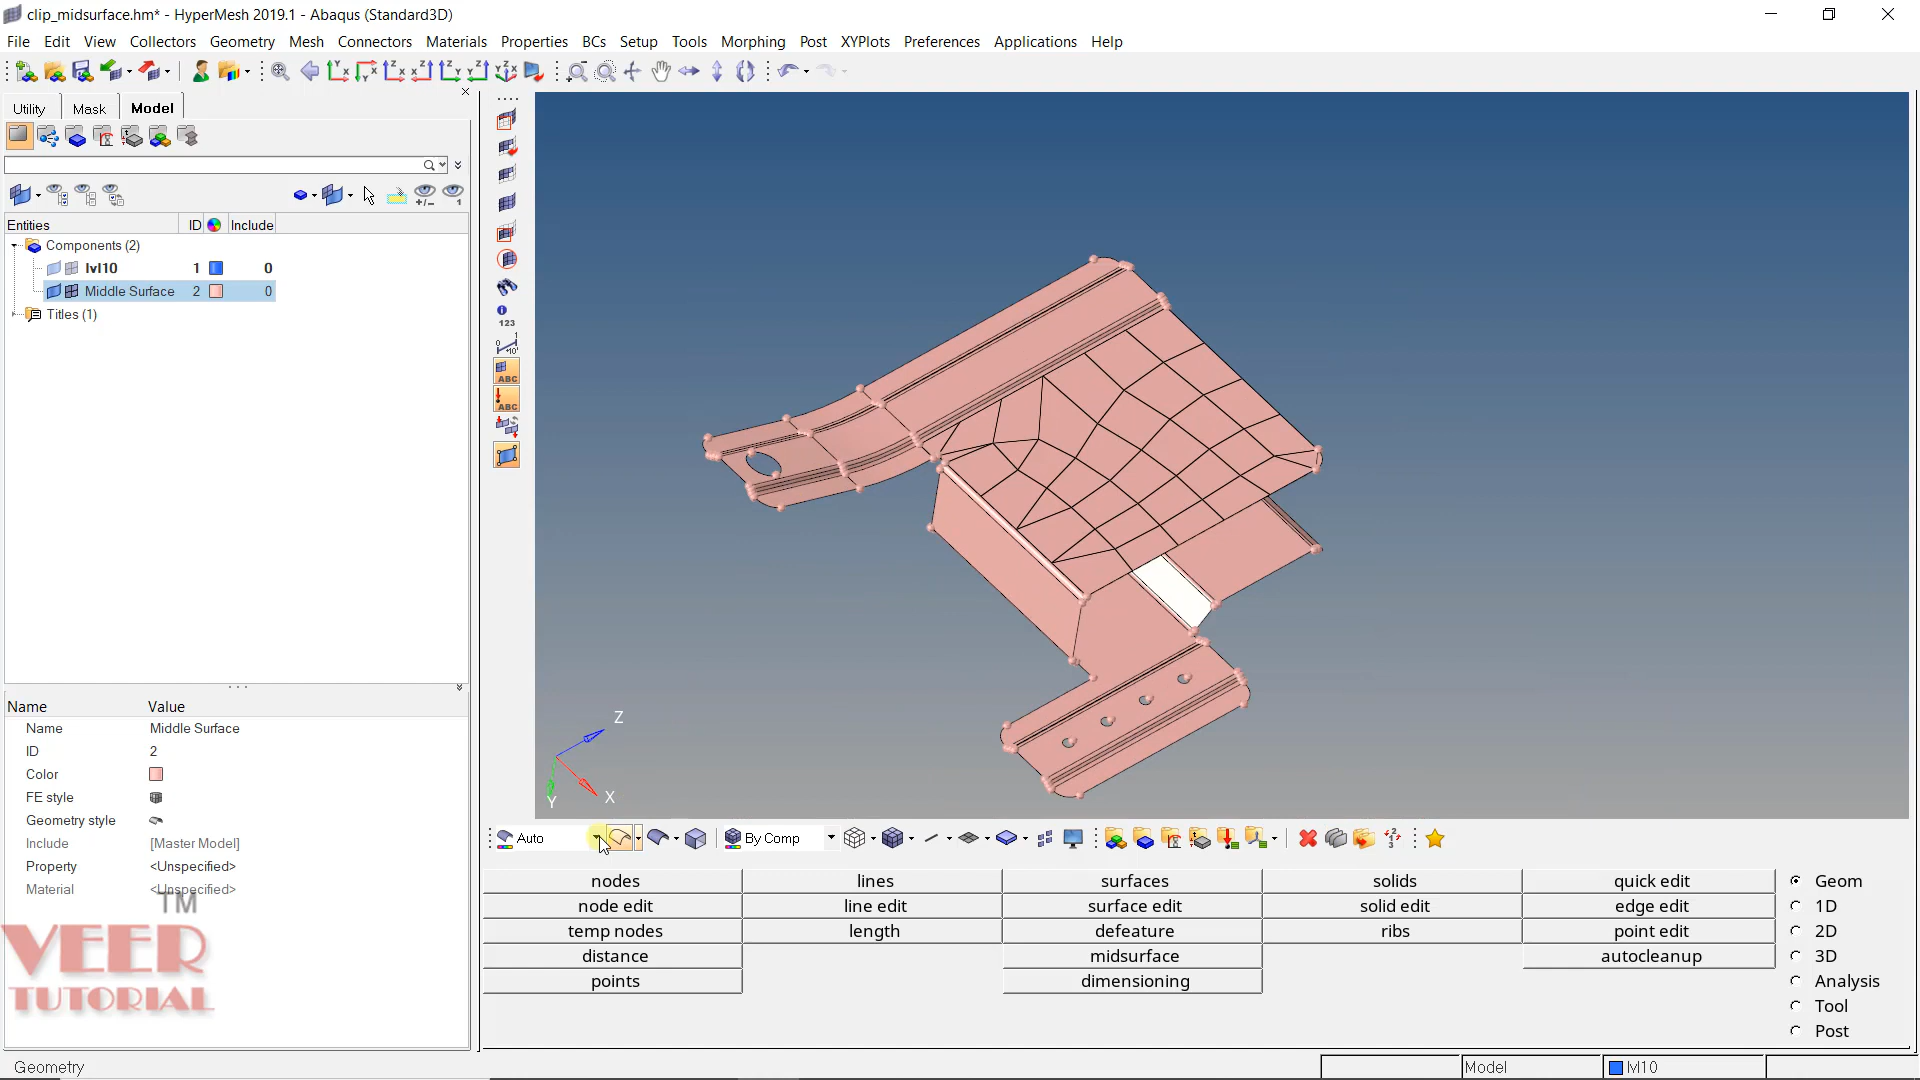 clip_midsurface.hm* - HyperMesh 2019.1 - Abaqus (Standard3D)
File Edit View Collectors Geometry Mesh Connectors Materials Properties BCs Setup Tools Morphing Post XYPlots Preferences Applications Help
Utility Mask Model
Entities ID Include
Components (2)
lvl10 1 0
Middle Surface 2 0
Titles (1)
Name Value
Name Middle Surface
ID 2
Color
FE style
Geometry style
Include [Master Model]
Property <Unspecified>
Material <Unspecified>
TM
VEER
TUTORIAL
123
ABC
ABC
Z
X
Y
Auto By Comp
nodes lines surfaces solids quick edit Geom
node edit line edit surface edit solid edit edge edit 1D
temp nodes length defeature ribs point edit 2D
distance midsurface autocleanup 3D
points dimensioning Analysis
Tool
Post
Geometry Model lvl10